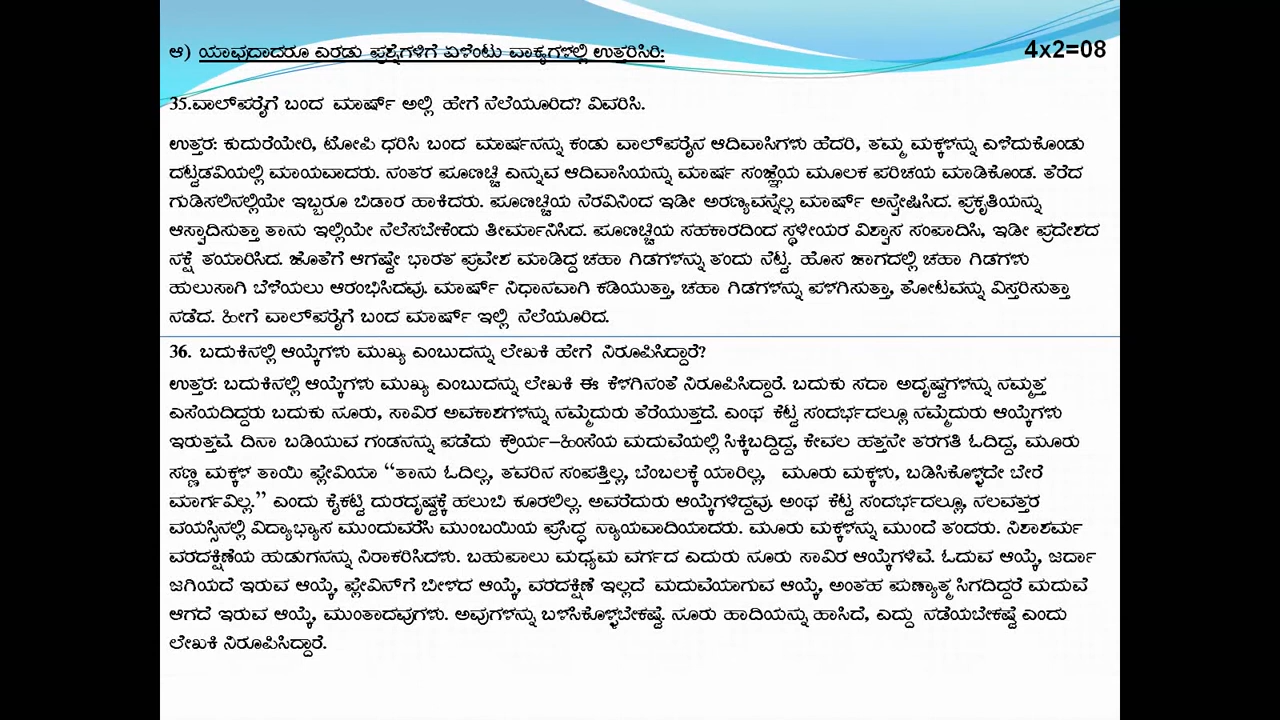 ಆ) ಯಾವುದಾದರೂ ಎರಡು ಪ್ರಶ್ನೆಗಳಿಗೆ ಏಳೆಂಟು ವಾಕ್ಯಗಳಲ್ಲಿ ಉತ್ತರಿಸಿರಿ: 4x2=08
35.ವಾಲ್‌ಪರೈಗೆ ಬಂದ ಮಾರ್ಷ್ ಅಲ್ಲಿ ಹೇಗೆ ನೆಲೆಯೂರಿದ? ವಿವರಿಸಿ.
ಉತ್ತರ: ಕುದುರೆಯೇರಿ, ಟೋಪಿ ಧರಿಸಿ ಬಂದ ಮಾರ್ಷನನ್ನು ಕಂಡು ವಾಲ್‌ಪರೈನ ಆದಿವಾಸಿಗಳು ಹೆದರಿ, ತಮ್ಮ ಮಕ್ಕಳನ್ನು ಎಳೆದುಕೊಂಡು
ದಟ್ಟಡವಿಯಲ್ಲಿ ಮಾಯವಾದರು. ನಂತರ ಪೂಣಚ್ಚಿ ಎನ್ನುವ ಆದಿವಾಸಿಯನ್ನು ಮಾರ್ಷ ಸಂಜ್ಞೆಯ ಮೂಲಕ ಪರಿಚಯ ಮಾಡಿಕೊಂಡ. ತೆರೆದ
ಗುಡಿಸಲಿನಲ್ಲಿಯೇ ಇಬ್ಬರೂ ಬಿಡಾರ ಹಾಕಿದರು. ಪೂಣಚ್ಚಿಯ ನೆರವಿನಿಂದ ಇಡೀ ಅರಣ್ಯವನ್ನೆಲ್ಲ ಮಾರ್ಷ್ ಅನ್ವೇಷಿಸಿದ. ಪ್ರಕೃತಿಯನ್ನು
ಆಸ್ವಾದಿಸುತ್ತಾ ತಾನು ಇಲ್ಲಿಯೇ ನೆಲೆಸಬೇಕೆಂದು ತೀರ್ಮಾನಿಸಿದ. ಪೂಣಚ್ಚಿಯ ಸಹಕಾರದಿಂದ ಸ್ಥಳೀಯರ ವಿಶ್ವಾಸ ಸಂಪಾದಿಸಿ, ಇಡೀ ಪ್ರದೇಶದ
ನಕ್ಷೆ ತಯಾರಿಸಿದ. ಜೊತೆಗೆ ಆಗಷ್ಟೇ ಭಾರತ ಪ್ರವೇಶ ಮಾಡಿದ್ದ ಚಹಾ ಗಿಡಗಳನ್ನು ತಂದು ನೆಟ್ಟ. ಹೊಸ ಜಾಗದಲ್ಲಿ ಚಹಾ ಗಿಡಗಳು
ಹುಲುಸಾಗಿ ಬೆಳೆಯಲು ಆರಂಭಿಸಿದವು. ಮಾರ್ಷ್ ನಿಧಾನವಾಗಿ ಕಡಿಯುತ್ತಾ, ಚಹಾ ಗಿಡಗಳನ್ನು ಪಳಗಿಸುತ್ತಾ, ತೋಟವನ್ನು ವಿಸ್ತರಿಸುತ್ತಾ
ನಡೆದ. ಹೀಗೆ ವಾಲ್‌ಪರೈಗೆ ಬಂದ ಮಾರ್ಷ್ ಇಲ್ಲಿ ನೆಲೆಯೂರಿದ.
36. ಬದುಕಿನಲ್ಲಿ ಆಯ್ಕೆಗಳು ಮುಖ್ಯ ಎಂಬುದನ್ನು ಲೇಖಕಿ ಹೇಗೆ ನಿರೂಪಿಸಿದ್ದಾರೆ?
ಉತ್ತರ: ಬದುಕಿನಲ್ಲಿ ಆಯ್ಕೆಗಳು ಮುಖ್ಯ ಎಂಬುದನ್ನು ಲೇಖಕಿ ಈ ಕೆಳಗಿನಂತೆ ನಿರೂಪಿಸಿದ್ದಾರೆ. ಬದುಕು ಸದಾ ಅದೃಷ್ಟಗಳನ್ನು ನಮ್ಮತ್ತ
ಎಸೆಯದಿದ್ದರು ಬದುಕು ನೂರು, ಸಾವಿರ ಅವಕಾಶಗಳನ್ನು ನಮ್ಮೆದುರು ತೆರೆಯುತ್ತದೆ. ಎಂಥ ಕೆಟ್ಟ ಸಂದರ್ಭದಲ್ಲೂ ನಮ್ಮೆದುರು ಆಯ್ಕೆಗಳು
ಇರುತ್ತವೆ. ದಿನಾ ಬಡಿಯುವ ಗಂಡನನ್ನು ಪಡೆದು ಕ್ರೌರ್ಯ–ಹಿಂಸೆಯ ಮದುವೆಯಲ್ಲಿ ಸಿಕ್ಕಿಬಿದ್ದಿದ್ದ, ಕೇವಲ ಹತ್ತನೇ ತರಗತಿ ಓದಿದ್ದ, ಮೂರು
ಸಣ್ಣ ಮಕ್ಕಳ ತಾಯಿ ಫ್ಲೇವಿಯಾ “ತಾನು ಓದಿಲ್ಲ, ತವರಿನ ಸಂಪತ್ತಿಲ್ಲ, ಬೆಂಬಲಕ್ಕೆ ಯಾರಿಲ್ಲ, ಮೂರು ಮಕ್ಕಳು, ಬಡಿಸಿಕೊಳ್ಳದೇ ಬೇರೆ
ಮಾರ್ಗವಿಲ್ಲ.” ಎಂದು ಕೈಕಟ್ಟಿ ದುರದೃಷ್ಟಕ್ಕೆ ಹಲುಬಿ ಕೂರಲಿಲ್ಲ. ಅವರೆದುರು ಆಯ್ಕೆಗಳಿದ್ದವು. ಅಂಥ ಕೆಟ್ಟ ಸಂದರ್ಭದಲ್ಲೂ, ನಲವತ್ತರ
ವಯಸ್ಸಿನಲ್ಲಿ ವಿದ್ಯಾಭ್ಯಾಸ ಮುಂದುವರೆಸಿ ಮುಂಬಯಿಯ ಪ್ರಸಿದ್ಧ ನ್ಯಾಯವಾದಿಯಾದರು. ಮೂರು ಮಕ್ಕಳನ್ನು ಮುಂದೆ ತಂದರು. ನಿಶಾಶರ್ಮ
ವರದಕ್ಷಿಣೆಯ ಹುಡುಗನನ್ನು ನಿರಾಕರಿಸಿದಳು. ಬಹುಪಾಲು ಮಧ್ಯಮ ವರ್ಗದ ಎದುರು ನೂರು ಸಾವಿರ ಆಯ್ಕೆಗಳಿವೆ. ಓದುವ ಆಯ್ಕೆ, ಜರ್ದಾ
ಜಗಿಯದೆ ಇರುವ ಆಯ್ಕೆ, ಫ್ಲೇವಿನ್‌ಗೆ ಬೀಳದ ಆಯ್ಕೆ, ವರದಕ್ಷಿಣೆ ಇಲ್ಲದೆ ಮದುವೆಯಾಗುವ ಆಯ್ಕೆ, ಅಂತಹ ಪುಣ್ಯಾತ್ಮ ಸಿಗದಿದ್ದರೆ ಮದುವೆ
ಆಗದೆ ಇರುವ ಆಯ್ಕೆ, ಮುಂತಾದವುಗಳು. ಅವುಗಳನ್ನು ಬಳಸಿಕೊಳ್ಳಬೇಕಷ್ಟೆ. ನೂರು ಹಾದಿಯನ್ನು ಹಾಸಿದೆ, ಎದ್ದು ನಡೆಯಬೇಕಷ್ಟೆ ಎಂದು
ಲೇಖಕಿ ನಿರೂಪಿಸಿದ್ದಾರೆ.